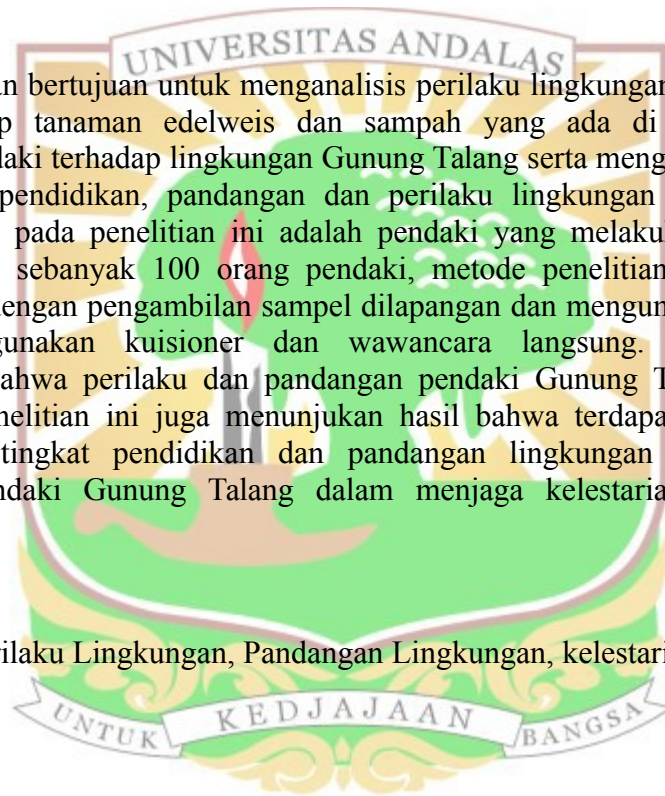 UNIVERSITAS ANDALAS
an bertujuan untuk menganalisis perilaku lingkungan
p tanaman edelweis dan sampah yang ada di
daki terhadap lingkungan Gunung Talang serta meng
pendidikan, pandangan dan perilaku lingkungan
pada penelitian ini adalah pendaki yang melaku
sebanyak 100 orang pendaki, metode penelitian
dengan pengambilan sampel dilapangan dan mengun
gunakan kuisioner dan wawancara langsung.
bahwa perilaku dan pandangan pendaki Gunung T
nelitian ini juga menunjukan hasil bahwa terdapa
tingkat pendidikan dan pandangan lingkungan
ndaki Gunung Talang dalam menjaga kelestaria
rilaku Lingkungan, Pandangan Lingkungan, kelestari
UNTUK KEDJAJAAN BANGSA